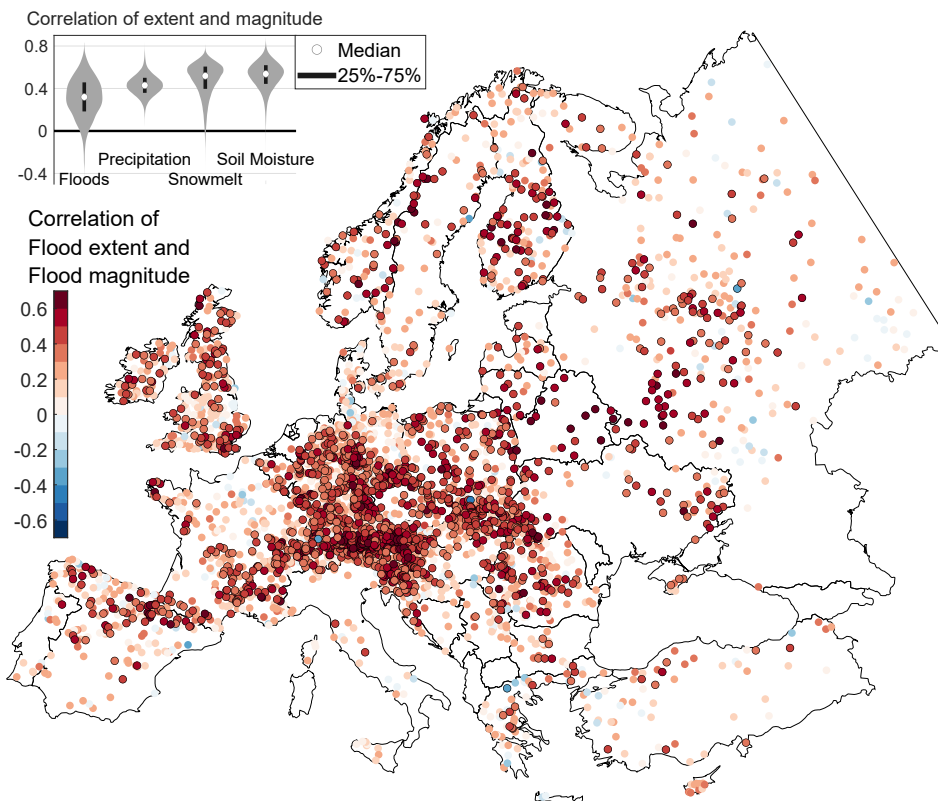 Correlation of extent and magnitude
0.8
0.4
0
-0.4
Median
25%-75%
Precipitation
Soil Moisture
Floods
Snowmelt
Correlation of
Flood extent and
Flood magnitude
0.6
0.4
0.2
0
-0.2
-0.4
-0.6